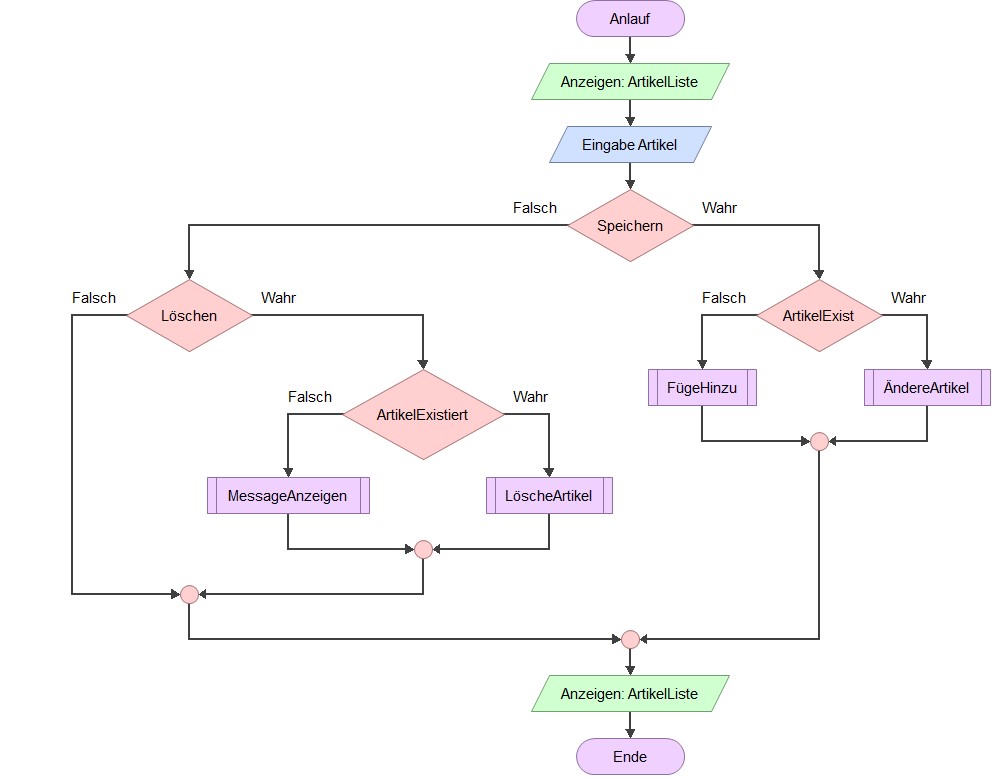 Anlauf
Anzeigen: ArtikelListe
Eingabe Artikel
Falsch
Wahr
Speichern
Falsch
Wahr
Löschen
Falsch
Wahr
ArtikelExist
FügeHinzu
ÄndereArtikel
Falsch
Wahr
ArtikelExistiert
MessageAnzeigen
LöscheArtikel
Anzeigen: ArtikelListe
Ende